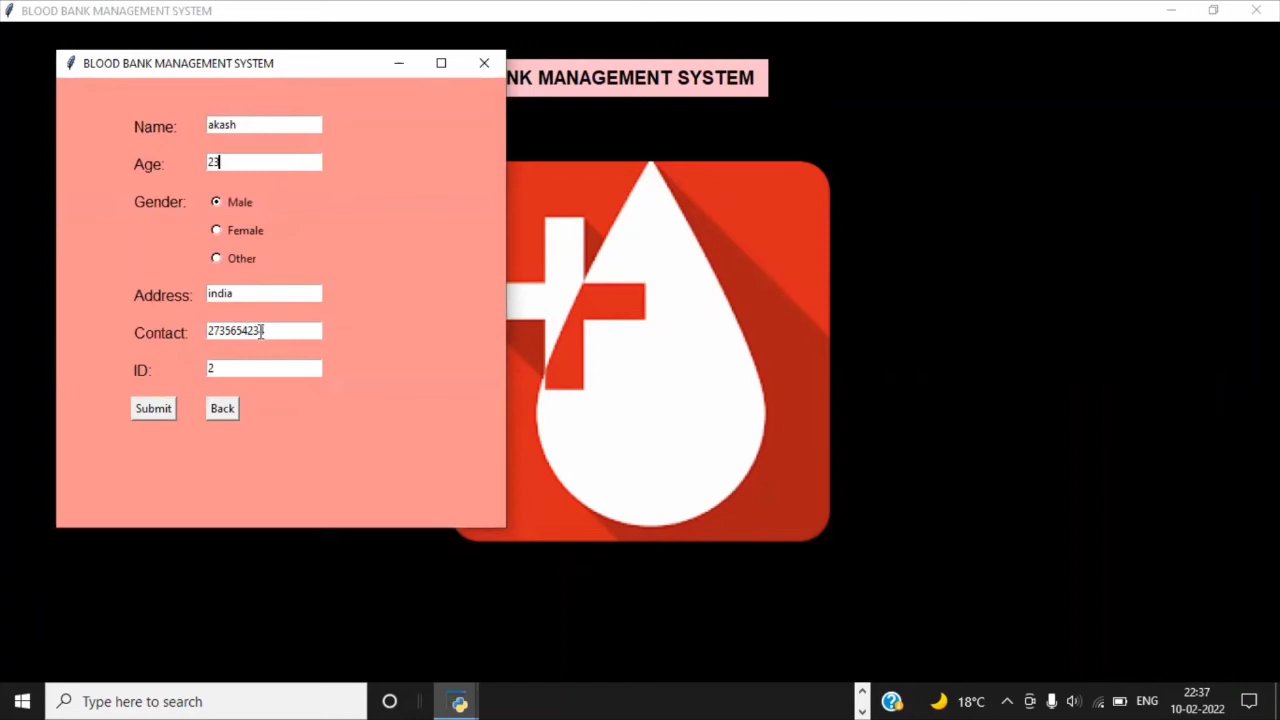 BLOOD BANK MANAGEMENT SYSTEM
BLOOD BANK MANAGEMENT SYSTEM
NK MANAGEMENT SYSTEM
Name: akash
Age: 23
Gender: Male
Female
Other
Address: india
Contact:
ID: 2
Submit Back
Type here to search
18°C
ENG
22:37
10-02-2022